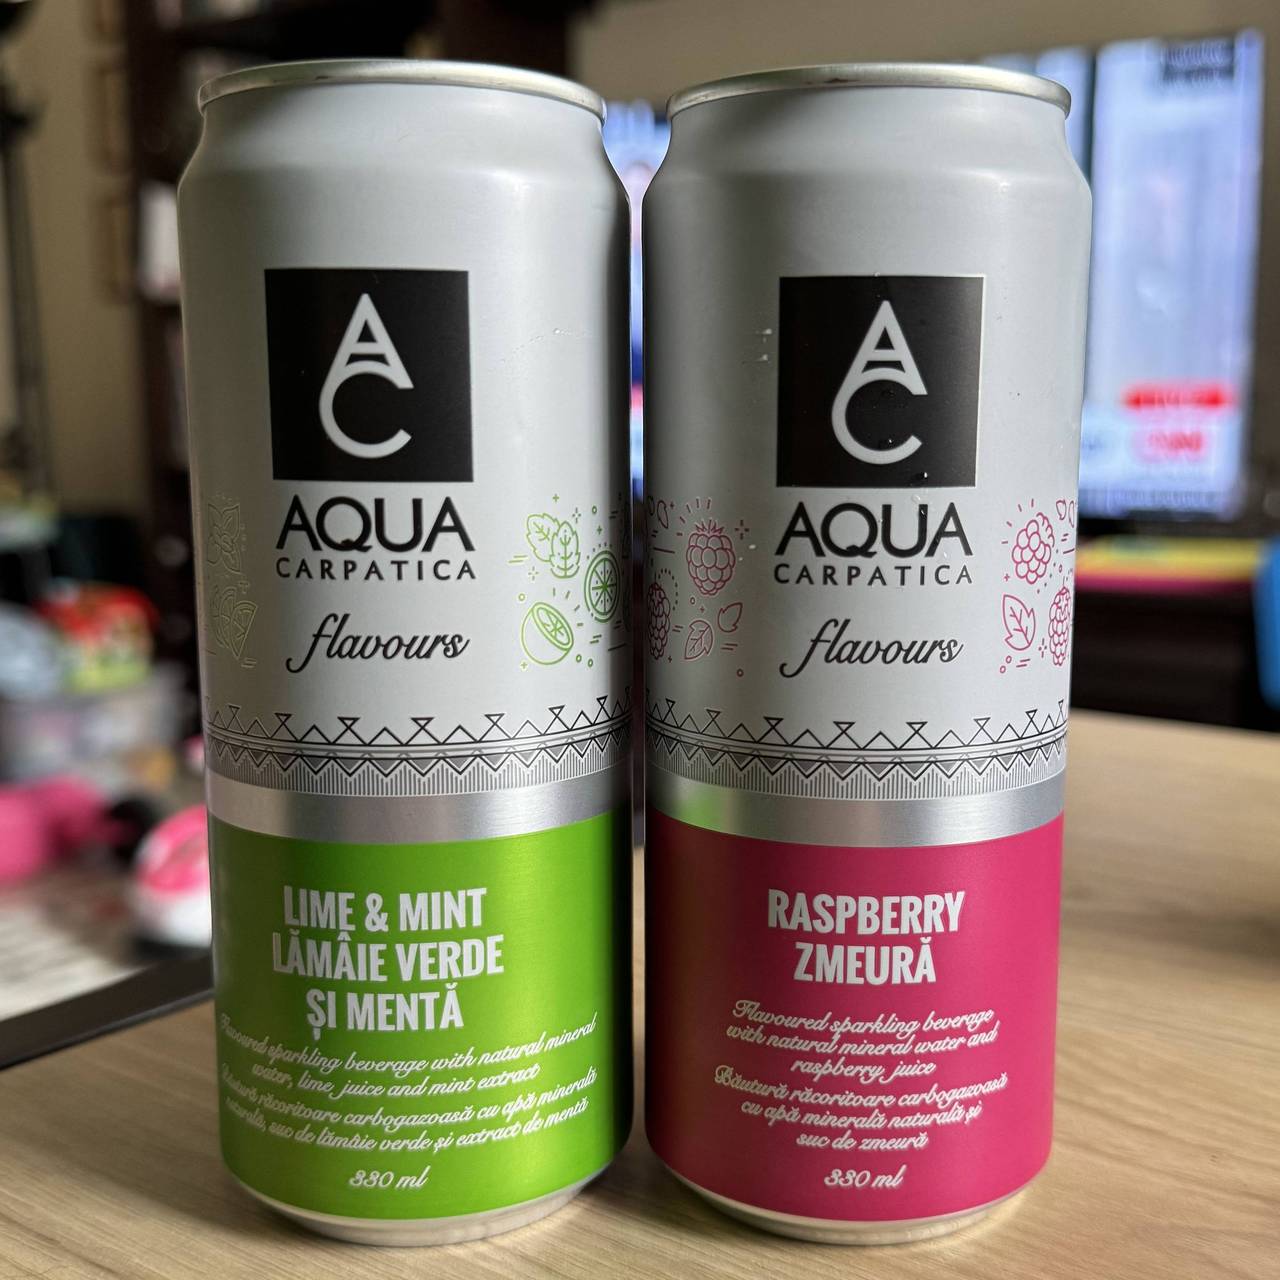 AC
AQUA
CARPATICA
flavours
LIME & MINT
LĂMÂIE VERDE
ȘI MENTĂ
Flavoured sparkling beverage with natural mineral
water, lime juice and mint extract
Băutură răcoritoare carbogazoasă cu apă minerală
naturală, suc de lămâie verde și extract de mentă
330 ml
AC
AQUA
CARPATICA
flavours
RASPBERRY
ZMEURĂ
Flavoured sparkling beverage
with natural mineral water and
raspberry juice
Băutură răcoritoare carbogazoasă
cu apă minerală naturală și
suc de zmeură
330 ml